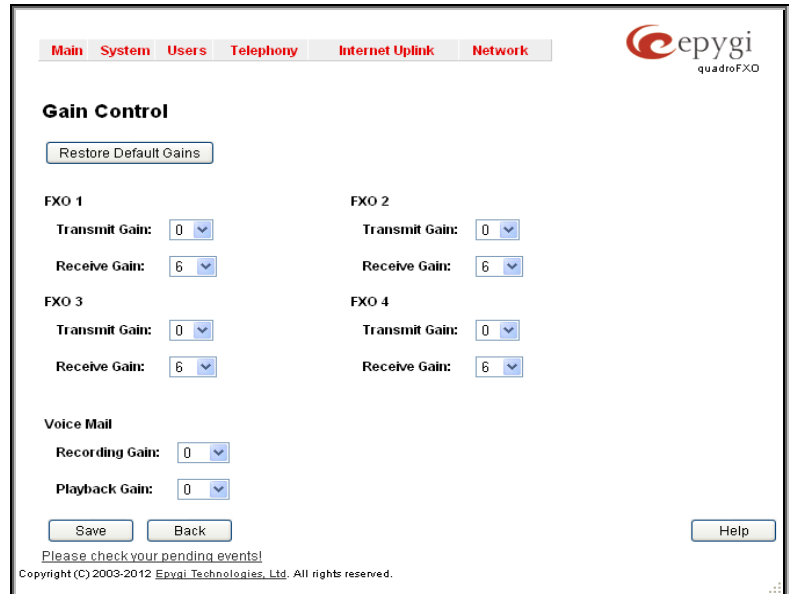 Main System Users Telephony Internet Uplink Network
epygi
quadroFXO
Gain Control
Restore Default Gains
FXO 1
Transmit Gain: 0
Receive Gain: 6
FXO 2
Transmit Gain: 0
Receive Gain: 6
FXO 3
Transmit Gain: 0
Receive Gain: 6
FXO 4
Transmit Gain: 0
Receive Gain: 6
Voice Mail
Recording Gain: 0
Playback Gain: 0
Save Back Help
Please check your pending events!
Copyright (C) 2003-2012 Epygi Technologies, Ltd. All rights reserved.